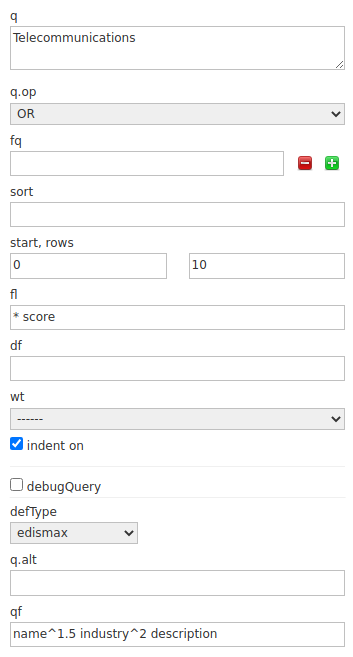 q
Telecommunications
q.op
OR
fq
sort
start, rows
0 10
fl
* score
df
wt
------
indent on
debugQuery
defType
edismax
q.alt
qf
name^1.5 industry^2 description